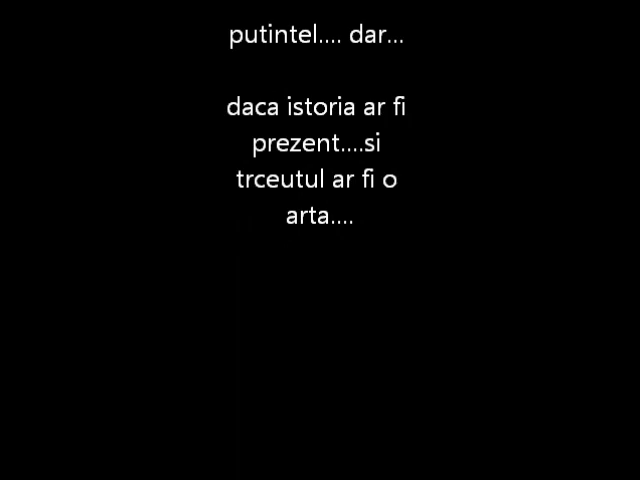 putintel.... dar...
daca istoria ar fi
prezent....si
trceutul ar fi o
arta....